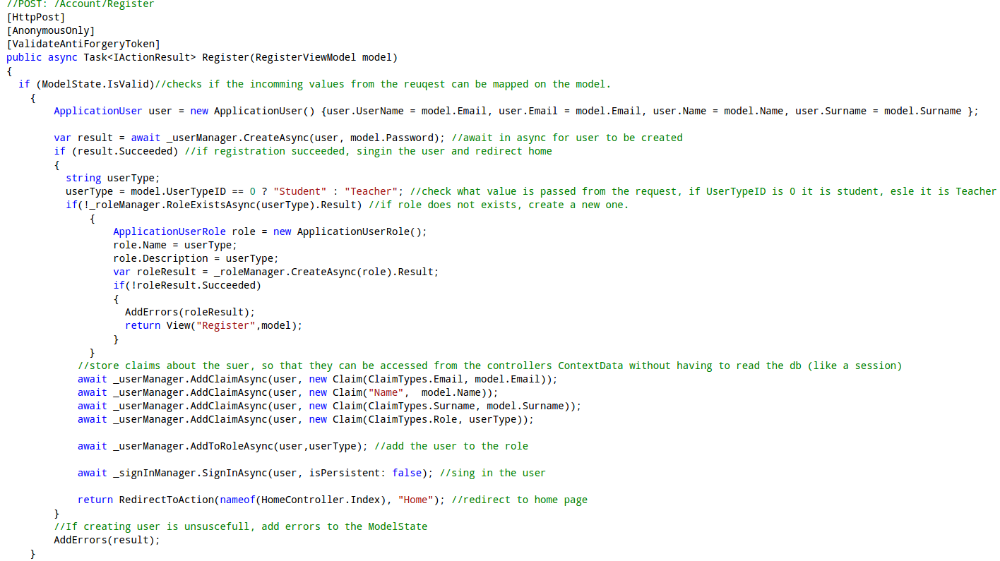 //POST: /Account/Register
[HttpPost]
[AnonymousOnly]
[ValidateAntiForgeryToken]
public async Task<IActionResult> Register(RegisterViewModel model)
{
  if (ModelState.IsValid)//checks if the incomming values from the reuqest can be mapped on the model.
    {
        ApplicationUser user = new ApplicationUser() {user.UserName = model.Email, user.Email = model.Email, user.Name = model.Name, user.Surname = model.Surname };

        var result = await _userManager.CreateAsync(user, model.Password); //await in async for user to be created
        if (result.Succeeded) //if registration succeeded, singin the user and redirect home
        {
          string userType;
          userType = model.UserTypeID == 0 ? "Student" : "Teacher"; //check what value is passed from the request, if UserTypeID is 0 it is student, esle it is Teacher
          if(!_roleManager.RoleExistsAsync(userType).Result) //if role does not exists, create a new one.
              {
                  ApplicationUserRole role = new ApplicationUserRole();
                  role.Name = userType;
                  role.Description = userType;
                  var roleResult = _roleManager.CreateAsync(role).Result;
                  if(!roleResult.Succeeded)
                  {
                    AddErrors(roleResult);
                    return View("Register",model);
                  }
              }
            //store claims about the suer, so that they can be accessed from the controllers ContextData without having to read the db (like a session)
            await _userManager.AddClaimAsync(user, new Claim(ClaimTypes.Email, model.Email));
            await _userManager.AddClaimAsync(user, new Claim("Name",  model.Name));
            await _userManager.AddClaimAsync(user, new Claim(ClaimTypes.Surname, model.Surname));
            await _userManager.AddClaimAsync(user, new Claim(ClaimTypes.Role, userType));

            await _userManager.AddToRoleAsync(user,userType); //add the user to the role

            await _signInManager.SignInAsync(user, isPersistent: false); //sing in the user

            return RedirectToAction(nameof(HomeController.Index), "Home"); //redirect to home page
        }
        //If creating user is unsuscefull, add errors to the ModelState
        AddErrors(result);
    }